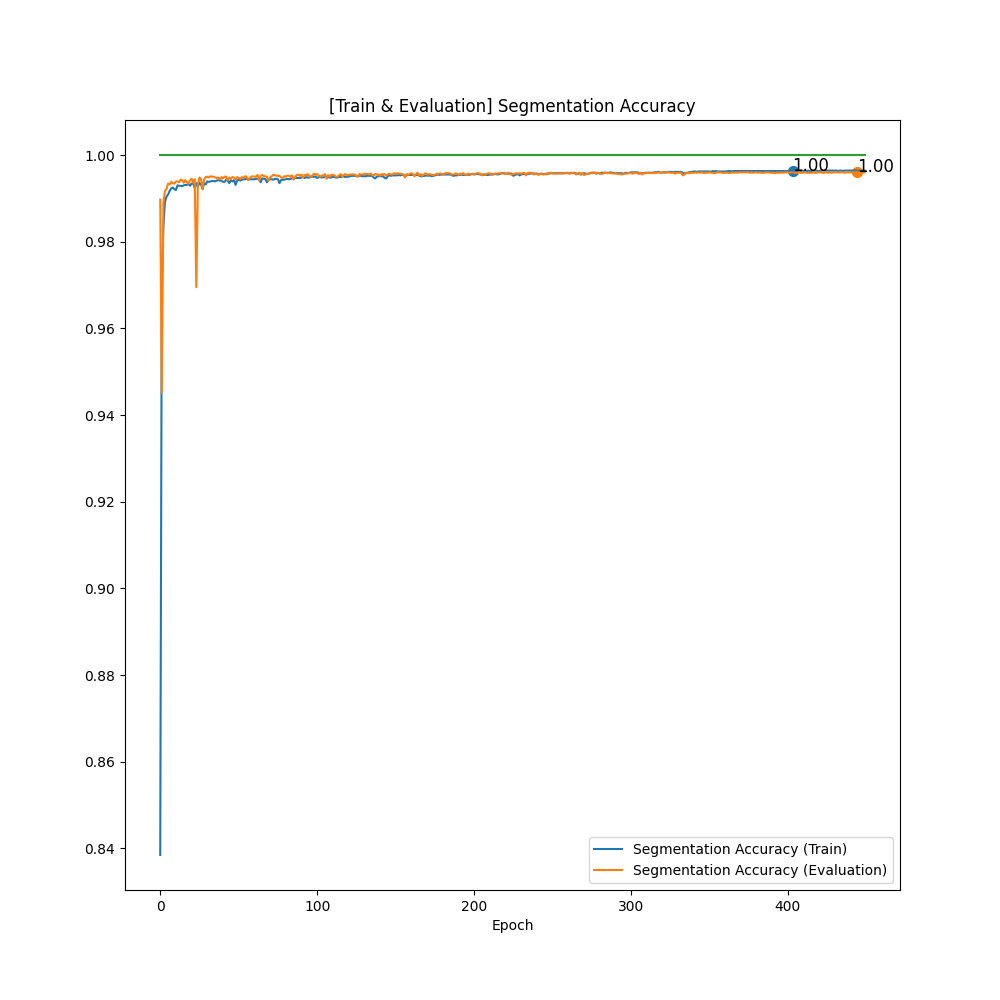 [Train & Evaluation] Segmentation Accuracy
1.00
1.00
1.00
0.98
0.96
0.94
0.92
0.90
0.88
0.86
0.84
Segmentation Accuracy (Train)
Segmentation Accuracy (Evaluation)
0 100 200 300 400
Epoch